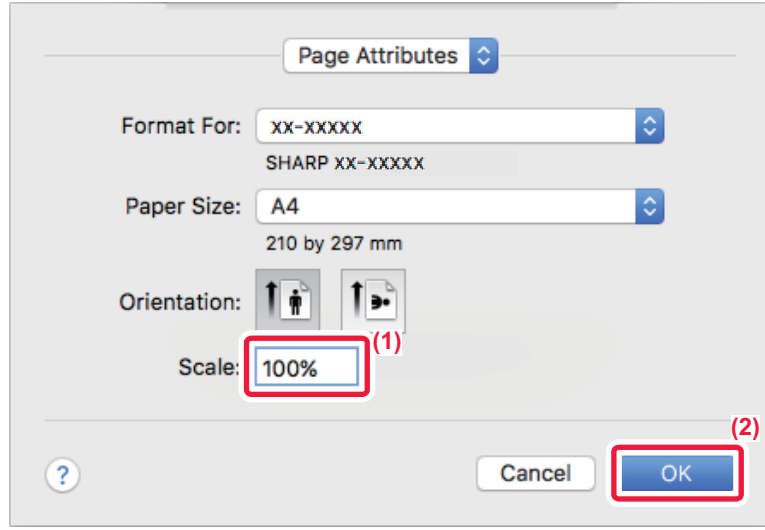 Page Attributes
Format For: xx-xxxxx
SHARP xx-xxxxx
Paper Size: A4
210 by 297 mm
Orientation:
(1)
Scale: 100%
(2)
? Cancel OK